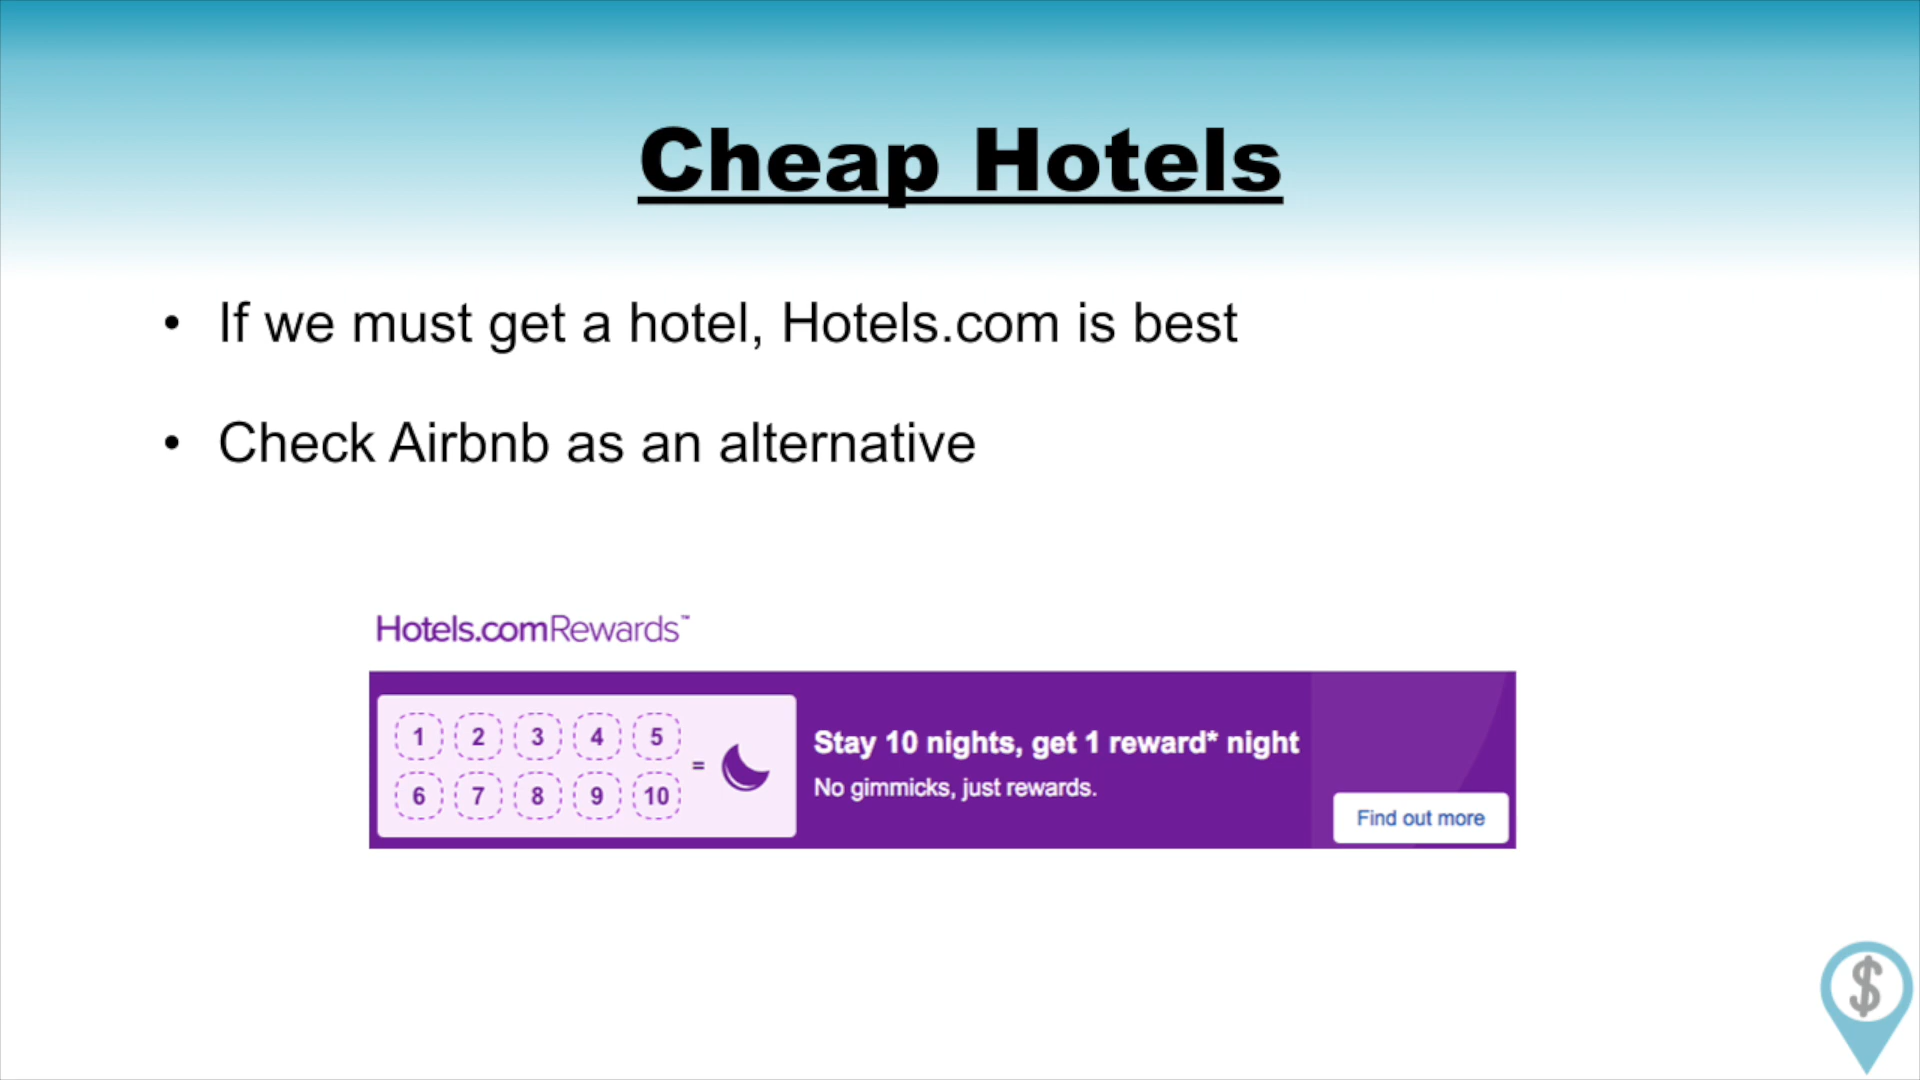 Cheap Hotels
• If we must get a hotel, Hotels.com is best
• Check Airbnb as an alternative
Hotels.comRewards™
1 2 3 4 5
6 7 8 9 10
=
Stay 10 nights, get 1 reward* night
No gimmicks, just rewards.
Find out more
$